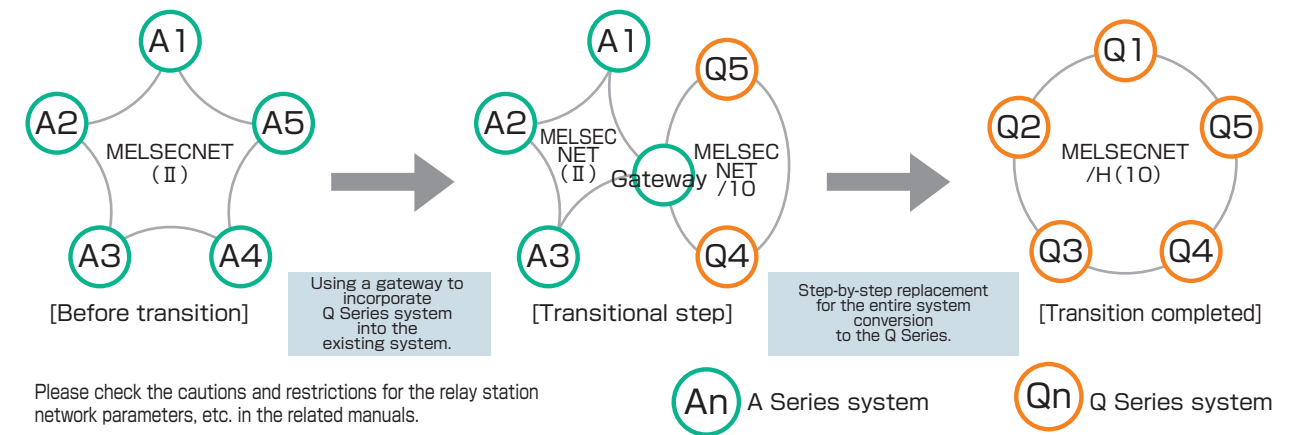 A1
A2
A5
MELSECNET
(Ⅱ)
A3
A4
[Before transition]
Using a gateway to
incorporate
Q Series system
into the
existing system.
A1
Q5
A2
MELSEC
NET
(Ⅱ)
Gateway
MELSEC
NET
/10
A3
Q4
[Transitional step]
Step-by-step replacement
for the entire system
conversion
to the Q Series.
Q1
Q2
Q5
MELSECNET
/H(10)
Q3
Q4
[Transition completed]
Please check the cautions and restrictions for the relay station
network parameters, etc. in the related manuals.
An A Series system
Qn Q Series system